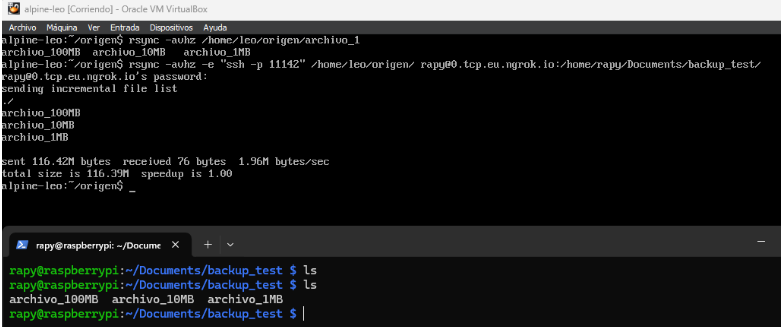 alpine-leo [Corriendo] - Oracle VM VirtualBox
Archivo Máquina Ver Entrada Dispositivos Ayuda
alpine-leo:~/origen$ rsync -avhz /home/leo/origen/archivo_1
archivo_100MB archivo_10MB archivo_1MB
alpine-leo:~/origen$ rsync -avhz -e "ssh -p 11142" /home/leo/origen/ rapy@0.tcp.eu.ngrok.io:/home/rapy/Documents/backup_test/
rapy@0.tcp.eu.ngrok.io's password:
sending incremental file list
./
archivo_100MB
archivo_10MB
archivo_1MB
sent 116.42M bytes received 76 bytes 1.96M bytes/sec
total size is 116.39M speedup is 1.00
alpine-leo:~/origen$ _
rapy@raspberrypi: ~/Docume
rapy@raspberrypi:~/Documents/backup_test $ ls
rapy@raspberrypi:~/Documents/backup_test $ ls
archivo_100MB archivo_10MB archivo_1MB
rapy@raspberrypi:~/Documents/backup_test $